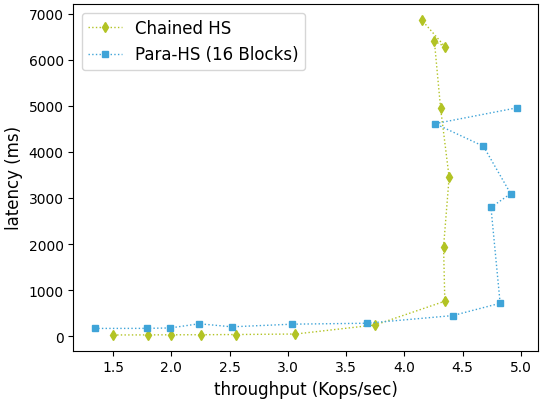 Chained HS
Para-HS (16 Blocks)
7000
6000
5000
4000
3000
2000
1000
0
latency (ms)
1.5 2.0 2.5 3.0 3.5 4.0 4.5 5.0
throughput (Kops/sec)